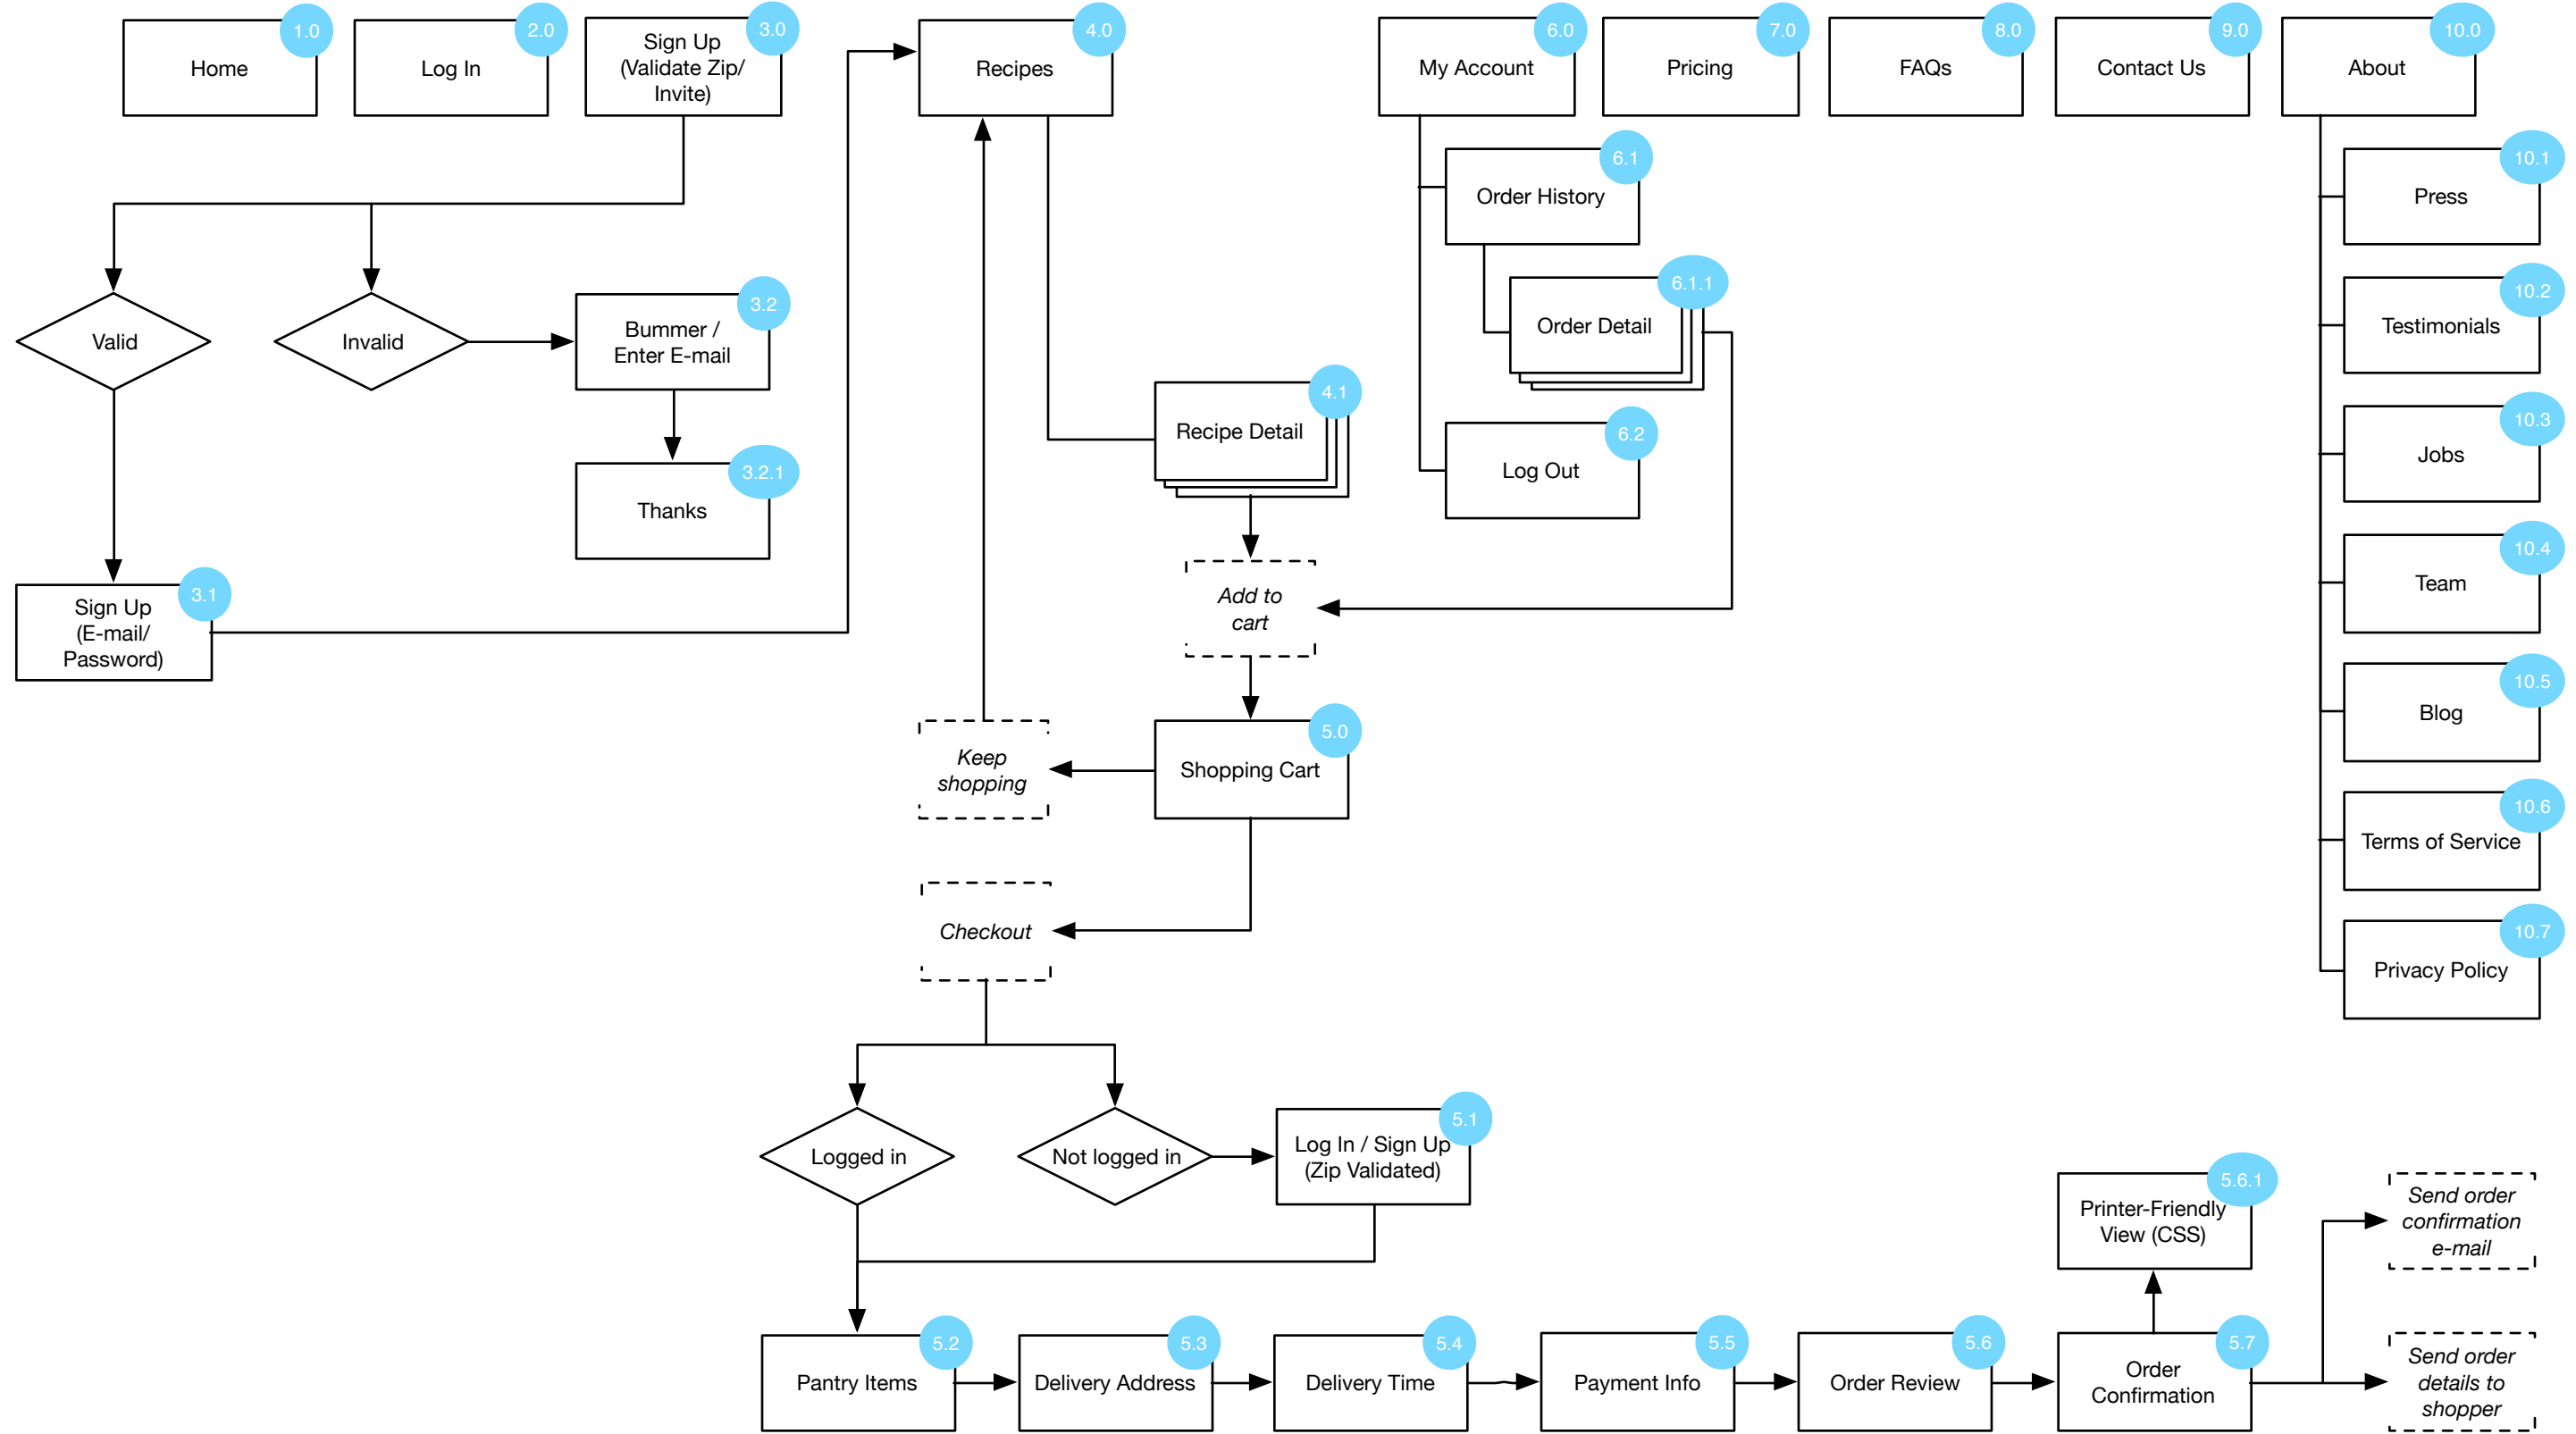 1.0
Home
2.0
Log In
3.0
Sign Up
(Validate Zip/
Invite)
4.0
Recipes
6.0
My Account
7.0
Pricing
8.0
FAQs
9.0
Contact Us
10.0
About
Valid
Invalid
3.2
Bummer /
Enter E-mail
3.2.1
Thanks
3.1
Sign Up
(E-mail/
Password)
4.1
Recipe Detail
Add to
cart
5.0
Shopping Cart
Keep
shopping
Checkout
6.1
Order History
6.1.1
Order Detail
6.2
Log Out
10.1
Press
10.2
Testimonials
10.3
Jobs
10.4
Team
10.5
Blog
10.6
Terms of Service
10.7
Privacy Policy
Logged in
Not logged in
5.1
Log In / Sign Up
(Zip Validated)
5.2
Pantry Items
5.3
Delivery Address
5.4
Delivery Time
5.5
Payment Info
5.6
Order Review
5.7
Order
Confirmation
5.6.1
Printer-Friendly
View (CSS)
Send order
confirmation
e-mail
Send order
details to
shopper